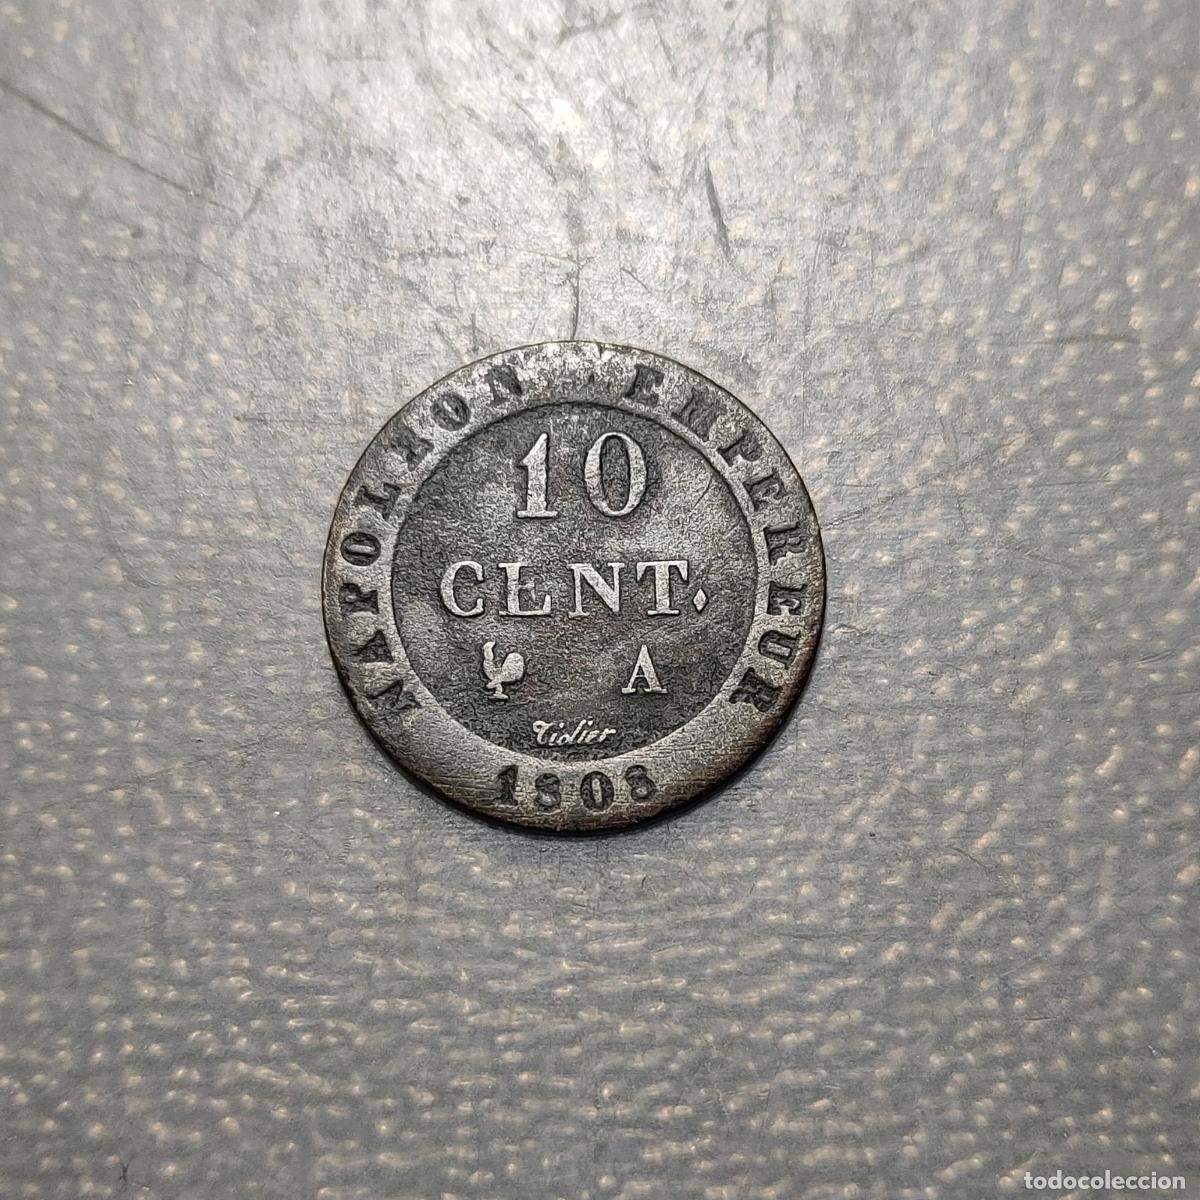 NAPOLEON EMPEREUR
10
CENT.
A
Tiolier
1808
todocoleccion